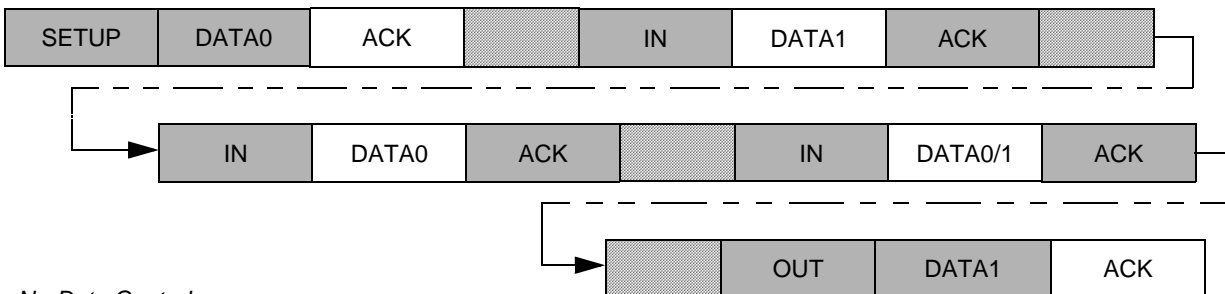 SETUP DATA0 ACK IN DATA1 ACK
IN DATA0 ACK IN DATA0/1 ACK
OUT DATA1 ACK